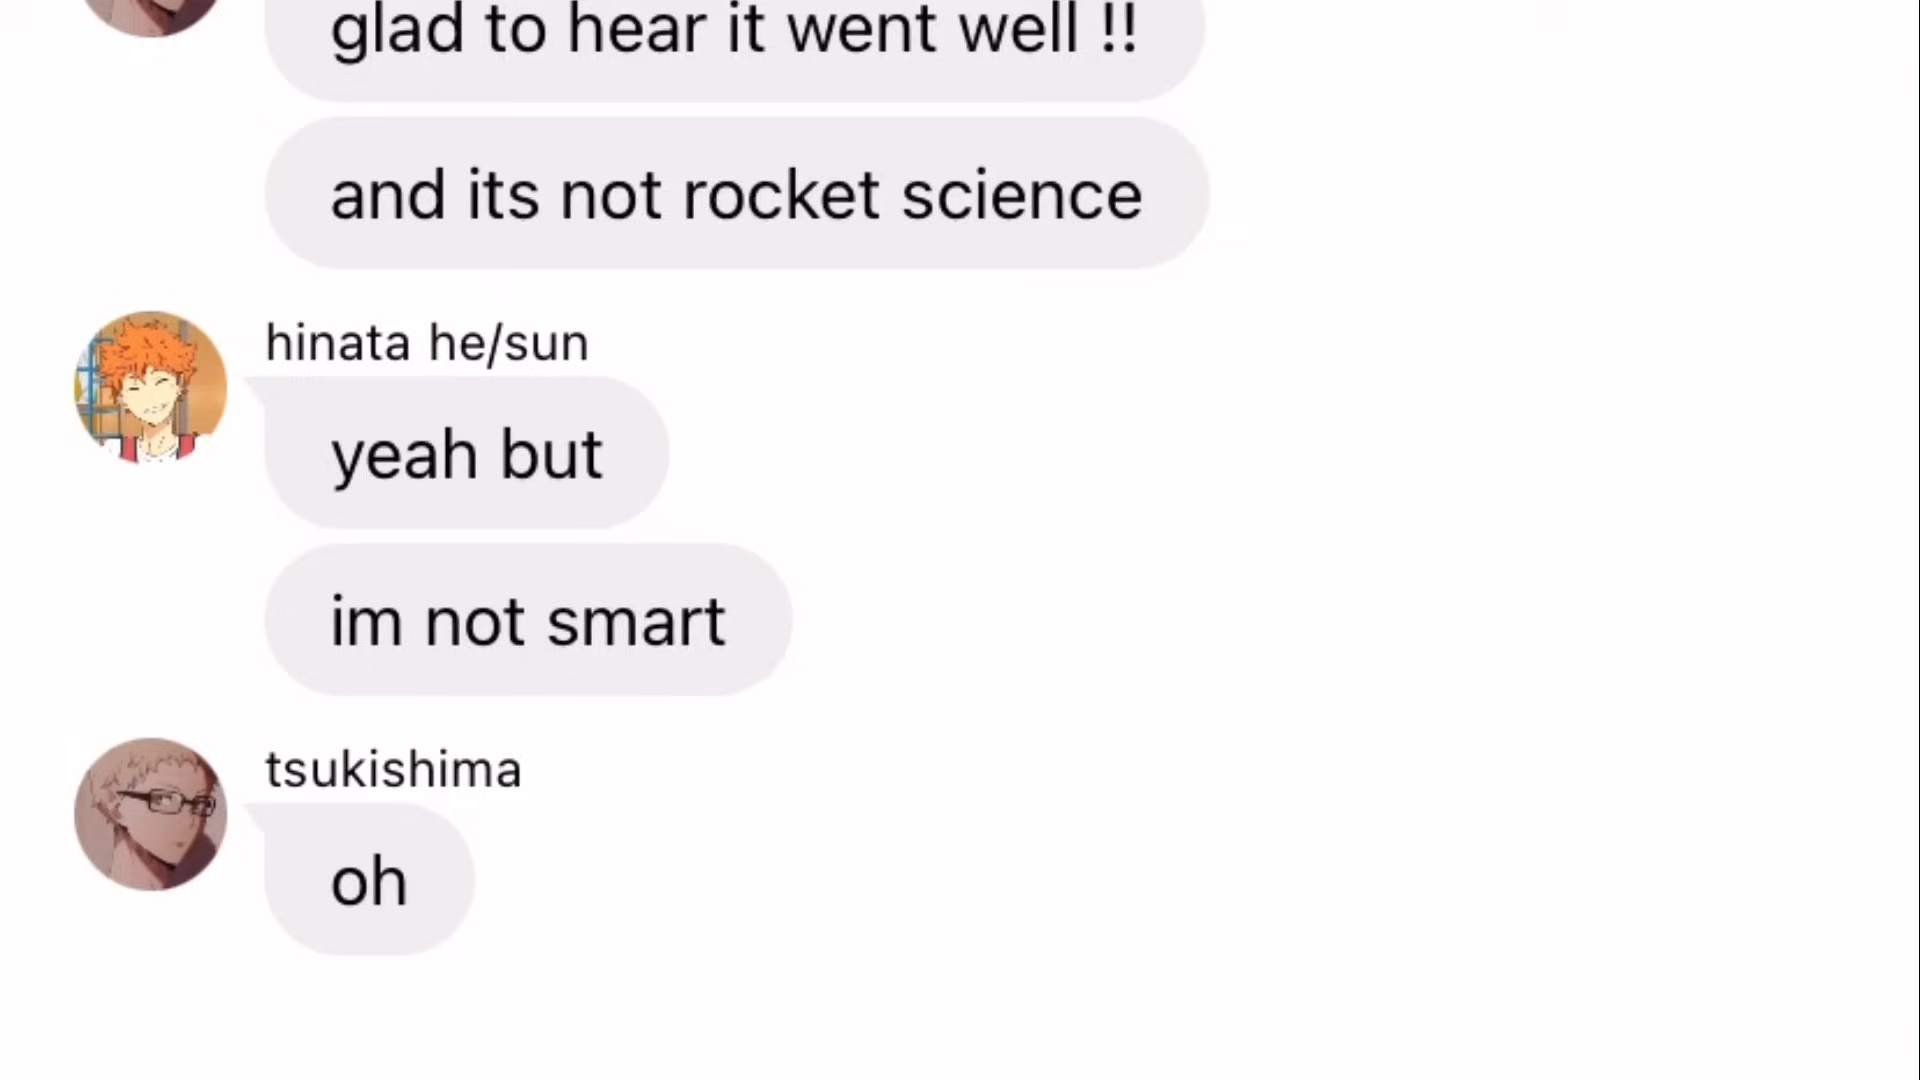 glad to hear it went well !!
and its not rocket science
hinata he/sun
yeah but
im not smart
tsukishima
oh